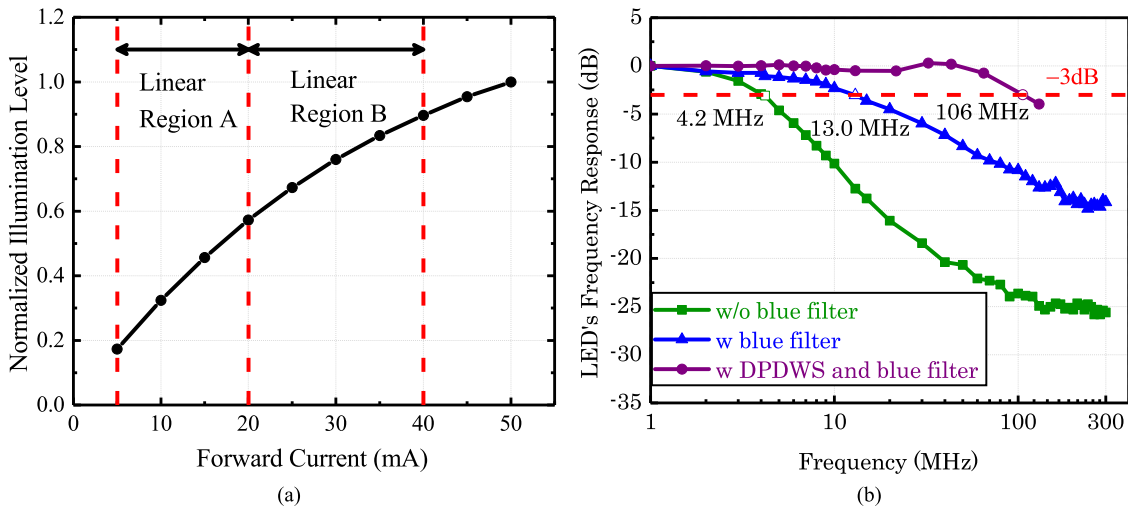 1.2
1.0
0.8
0.6
0.4
0.2
0.0
Normalized Illumination Level
Linear
Region A
Linear
Region B
0
10
20
30
40
50
Forward Current (mA)
(a)
5
0
-5
-10
-15
-20
-25
-30
-35
LED's Frequency Response (dB)
−3dB
4.2 MHz
13.0 MHz
106 MHz
w/o blue filter
w blue filter
w DPDWS and blue filter
1
10
100
300
Frequency (MHz)
(b)